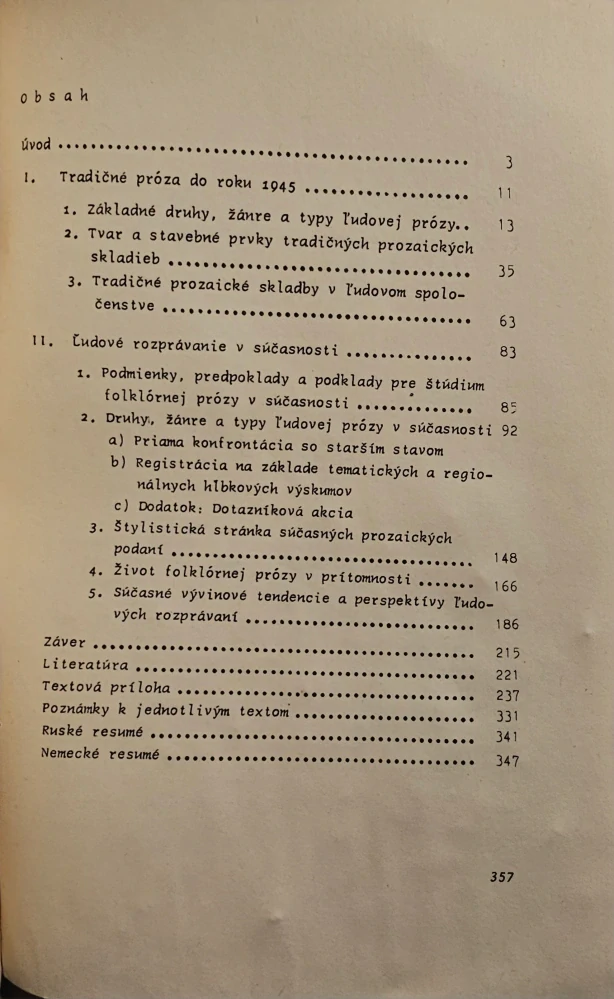 obsah
úvod ................................................ 3
I. Tradičné próza do roku 1945 ................... 11
1. Základné druhy, žánre a typy ľudovej prózy.. 13
2. Tvar a stavebné prvky tradičných prozaických
skladieb ................................... 35
3. Tradičné prozaické skladby v ľudovom spolo-
čenstve .................................... 63
II. Ľudové rozprávanie v súčasnosti ............... 83
1. Podmienky, predpoklady a podklady pre štúdium
folklórnej prózy v súčasnosti .............. 85
2. Druhy, žánre a typy ľudovej prózy v súčasnosti 92
a) Priama konfrontácia so starším stavom
b) Registrácia na základe tematických a regio-
nálnych hĺbkových výskumov
c) Dodatok: Dotazníková akcia
3. Štylistická stránka súčasných prozaických
podaní ................................... 148
4. Život folklórnej prózy v prítomnosti ....... 166
5. Súčasné vývinové tendencie a perspektívy ľudo-
vých rozprávaní .......................... 186
Záver ............................................. 215
Literatúra ........................................ 221
Textová príloha ................................... 237
Poznámky k jednotlivým textom ..................... 331
Ruské resumé ...................................... 341
Nemecké resumé .................................... 347
357